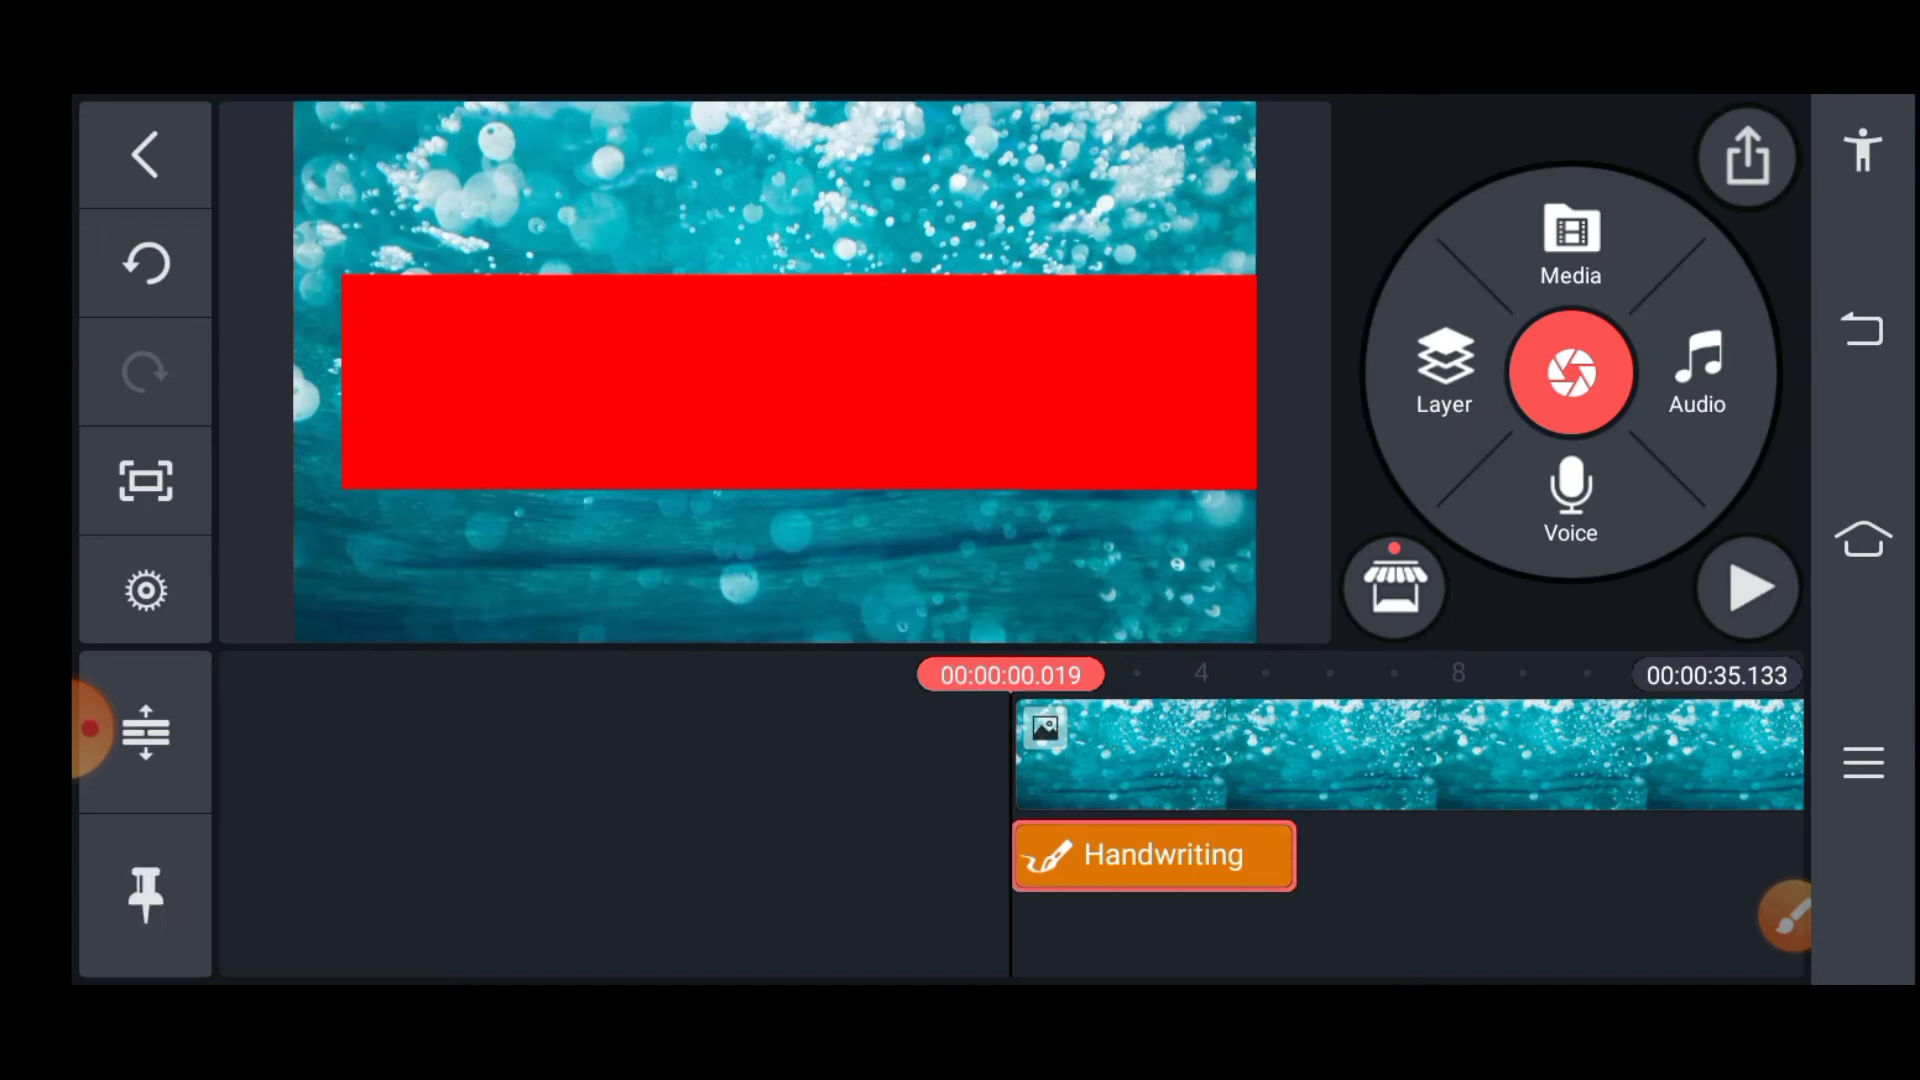 Media
Layer
Audio
Voice
00:00:00.019
4
8
00:00:35.133
Handwriting